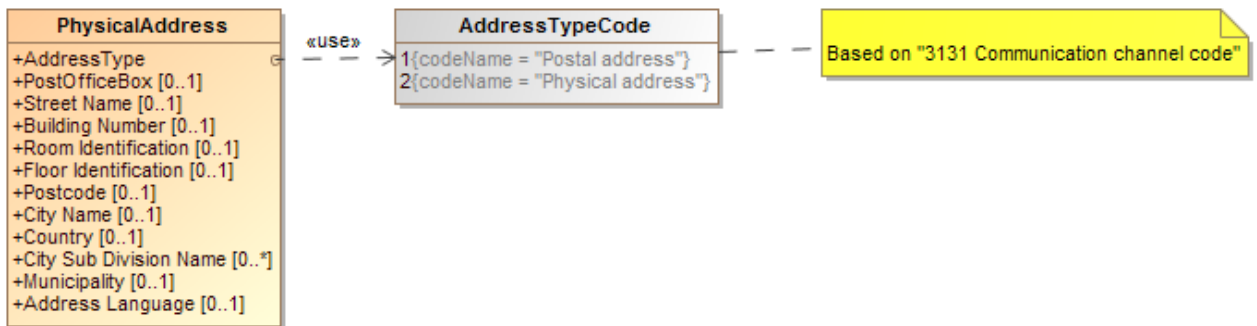 PhysicalAddress
+AddressType
+PostOfficeBox [0..1]
+Street Name [0..1]
+Building Number [0..1]
+Room Identification [0..1]
+Floor Identification [0..1]
+Postcode [0..1]
+City Name [0..1]
+Country [0..1]
+City Sub Division Name [0..*]
+Municipality [0..1]
+Address Language [0..1]
«use»
AddressTypeCode
1{codeName = "Postal address"}
2{codeName = "Physical address"}
Based on "3131 Communication channel code"